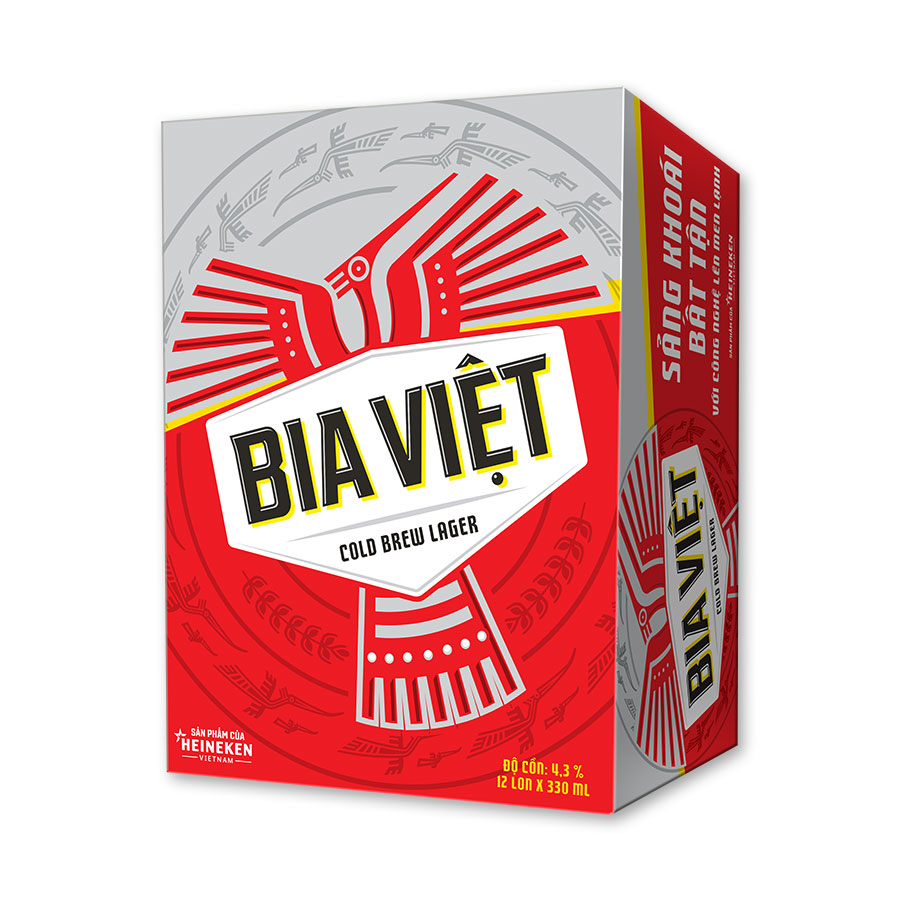 BIA VIỆT
COLD BREW LAGER
SẢN PHẨM CỦA
HEINEKEN
VIETNAM
ĐỘ CỒN: 4,3 %
12 LON X 330 ML
SẢNG KHOÁI
BẤT TẬN
VỚI CÔNG NGHỆ LÊN MEN LẠNH
SẢN PHẨM CỦA HEINEKEN
BIA VIỆT
COLD BREW LAGER